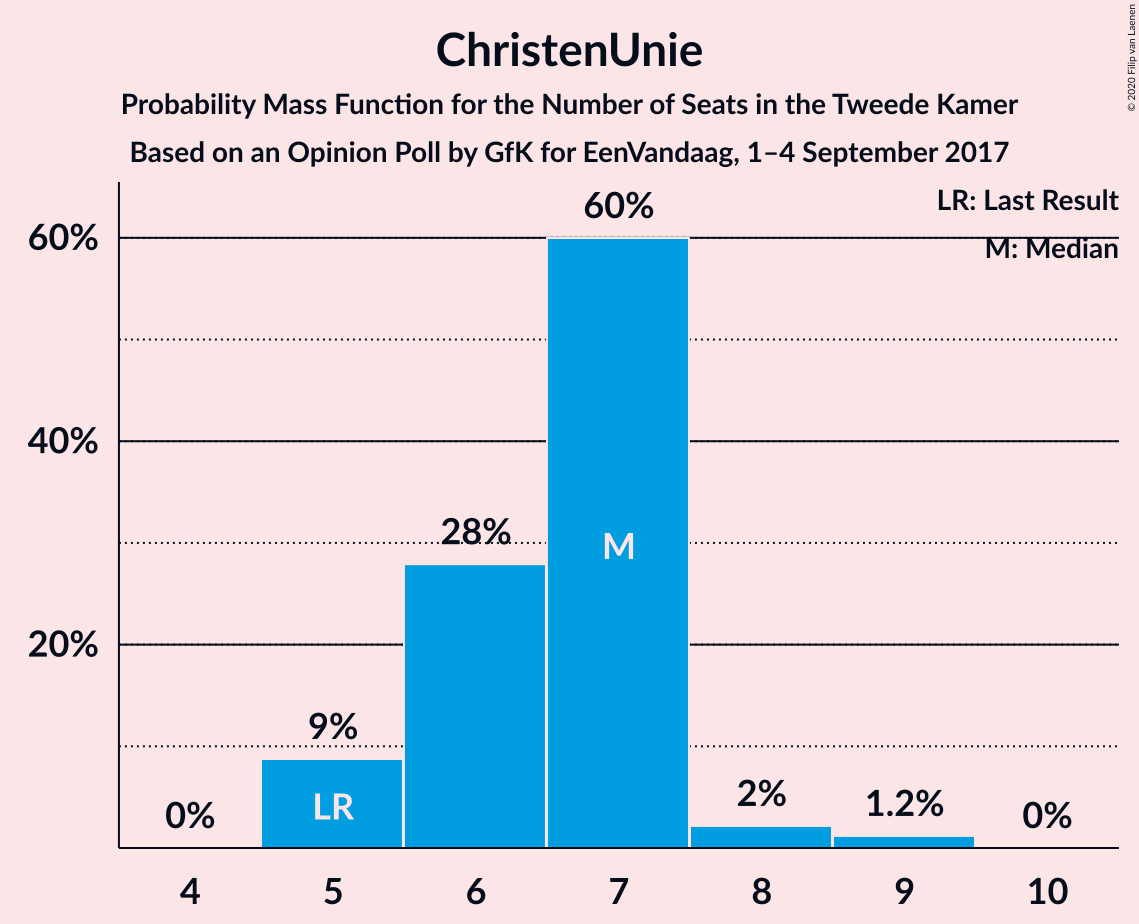 ChristenUnie
Probability Mass Function for the Number of Seats in the Tweede Kamer
Based on an Opinion Poll by GfK for EenVandaag, 1–4 September 2017
© 2020 Filip van Laenen
LR: Last Result
M: Median
60%
40%
20%
0%
9%
28%
60%
2%
1.2%
0%
LR
M
4 5 6 7 8 9 10